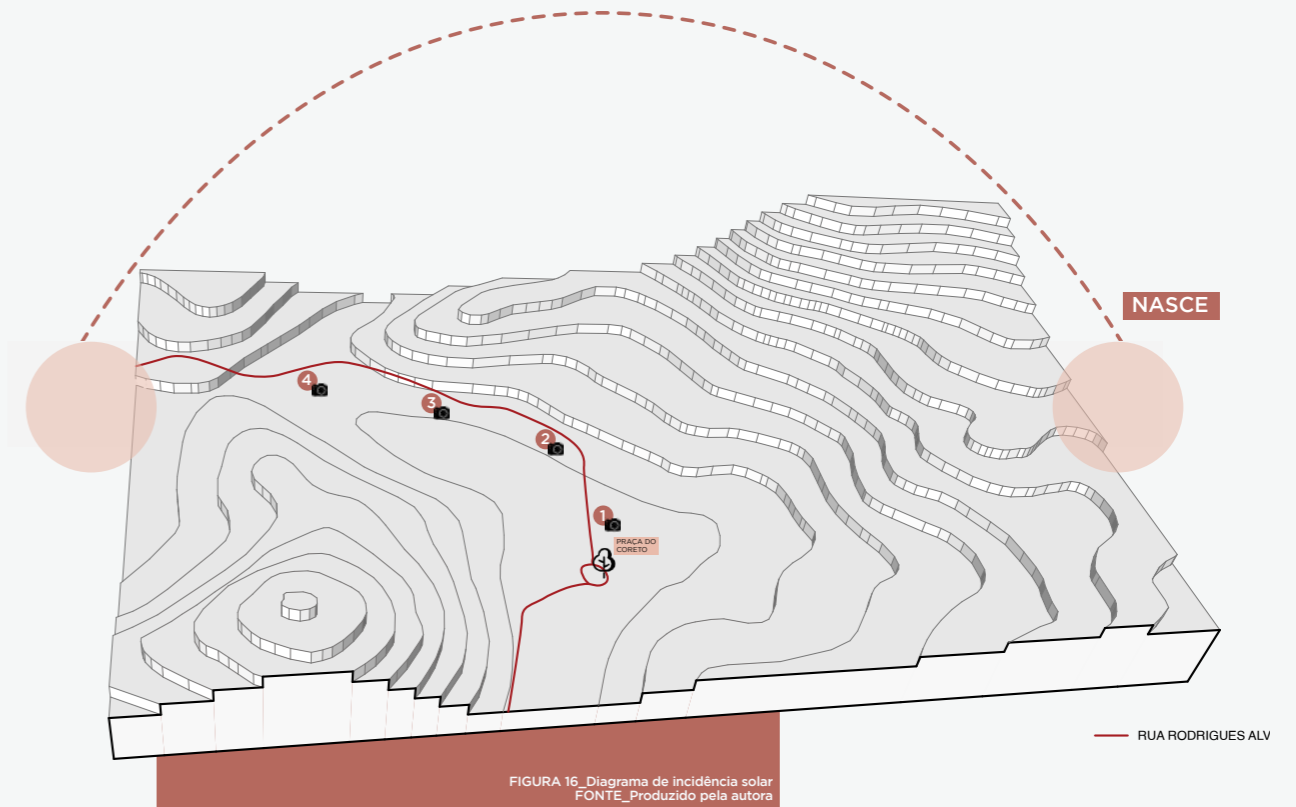 NASCE
4
3
2
1
PRAÇA DO
CORETO
RUA RODRIGUES ALV
FIGURA 16_Diagrama de incidência solar
FONTE_Produzido pela autora